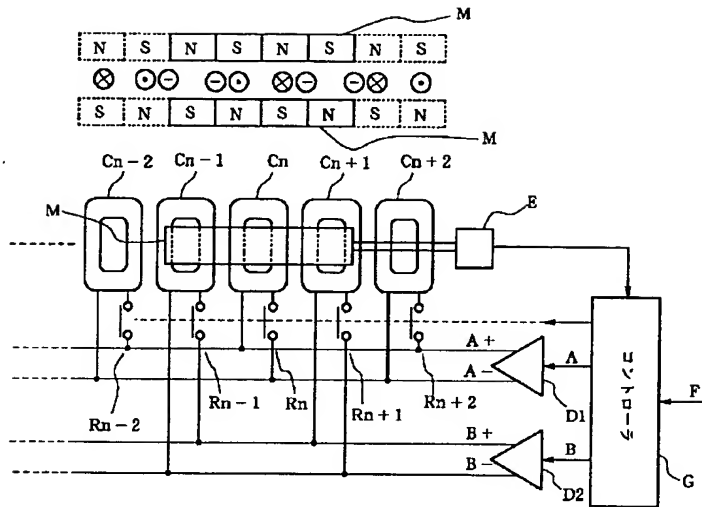 M
N S N S N S N S
S N S N S N S N
M
Cn-2 Cn-1 Cn Cn+1 Cn+2
M
E
A+
A
A-
F
Rn-2 Rn-1 Rn Rn+1 Rn+2
D1
コントローラ
B+
B
B-
D2
G